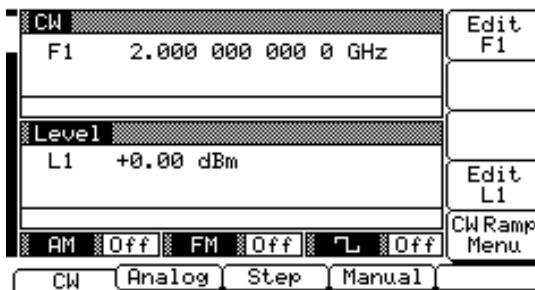 CW
F1 2.000 000 000 0 GHz
Level
L1 +0.00 dBm
AM Off FM Off Off
Edit
F1
Edit
L1
CW Ramp
Menu
CW Analog Step Manual